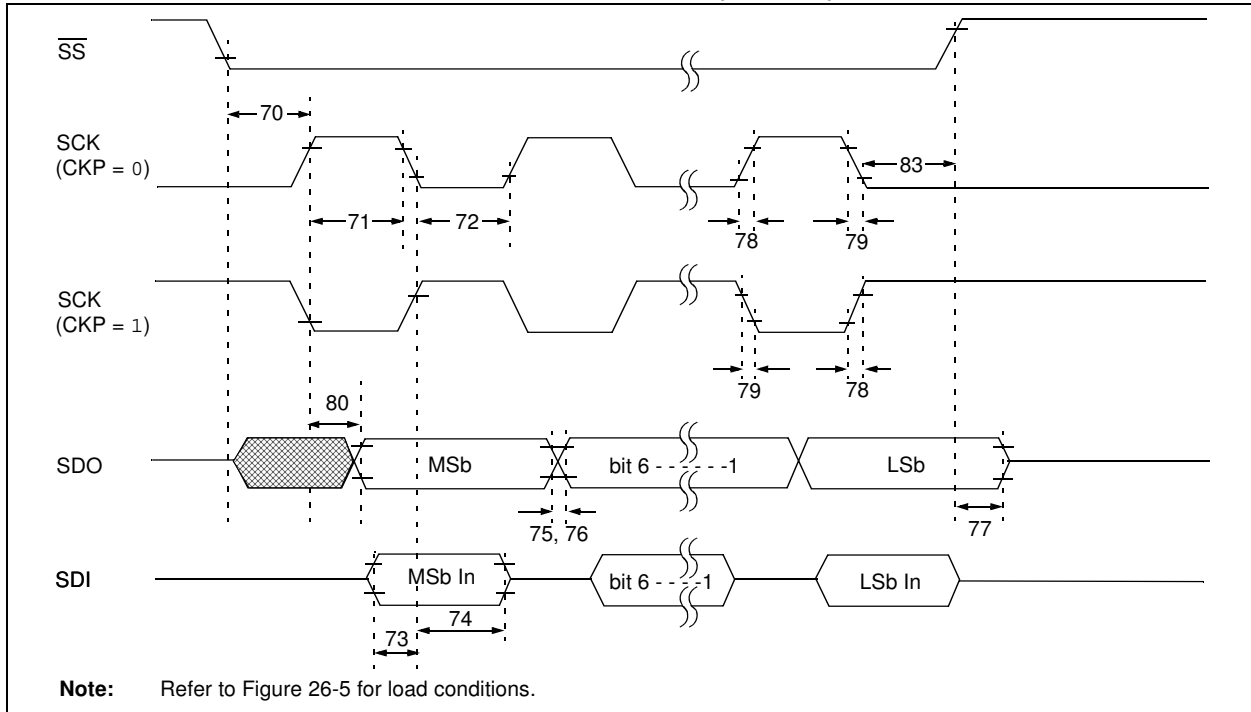 SS
70
SCK
(CKP = 0)
83
71
72
78
79
SCK
(CKP = 1)
79
78
80
SDO
MSb
bit 6 - - - - - -1
LSb
75, 76
77
SDI
MSb In
bit 6 - - - -1
LSb In
74
73
Note: Refer to Figure 26-5 for load conditions.